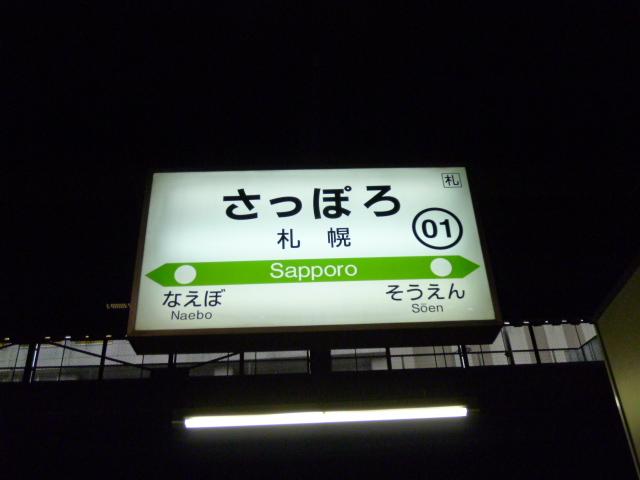 札
さっぽろ
札幌
01
Sapporo
なえぼ
Naebo
そうえん
Sōen